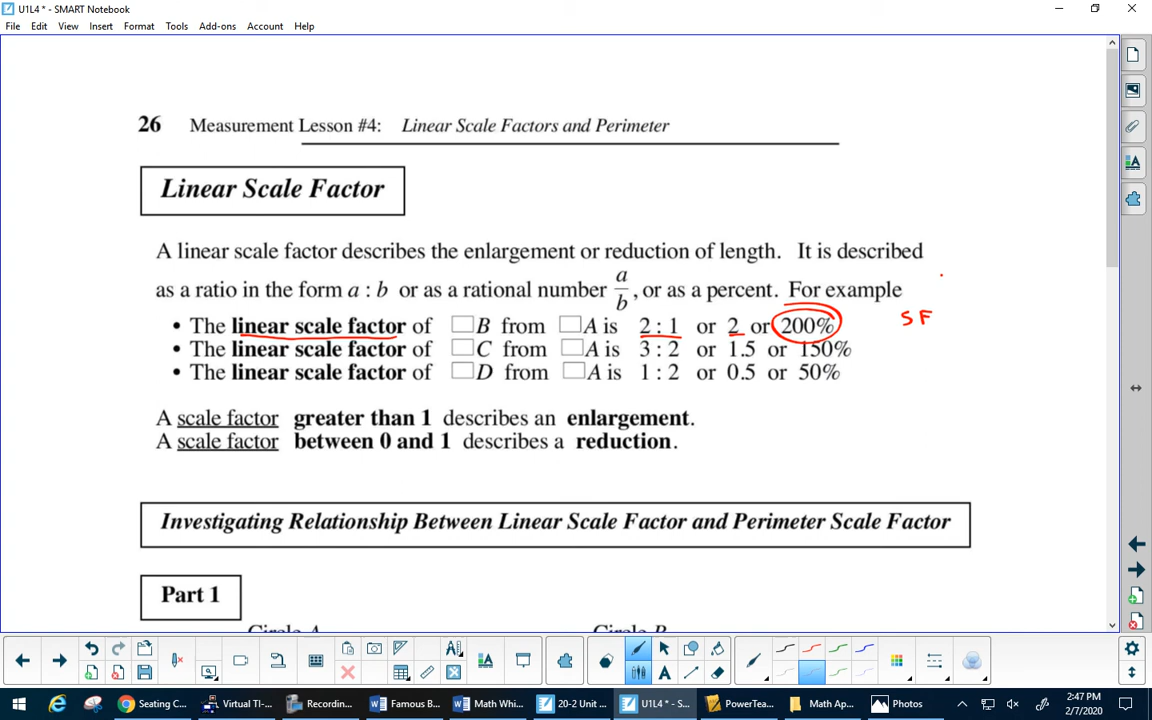 U1L4 * - SMART Notebook
File Edit View Insert Format Tools Add-ons Account Help
26 Measurement Lesson #4: Linear Scale Factors and Perimeter
Linear Scale Factor
A linear scale factor describes the enlargement or reduction of length. It is described
as a ratio in the form a : b or as a rational number a/b, or as a percent. For example
• The linear scale factor of □ B from □ A is 2 : 1 or 2 or 200%
SF
• The linear scale factor of □ C from □ A is 3 : 2 or 1.5 or 150%
• The linear scale factor of □ D from □ A is 1 : 2 or 0.5 or 50%
A scale factor greater than 1 describes an enlargement.
A scale factor between 0 and 1 describes a reduction.
Investigating Relationship Between Linear Scale Factor and Perimeter Scale Factor
Part 1
Circle A Circle B
Seating C... Virtual TI-... Recordin... Famous B... Math Whi... 20-2 Unit ... U1L4 * - S... PowerTea... Math Ap... Photos
2:47 PM
2/7/2020